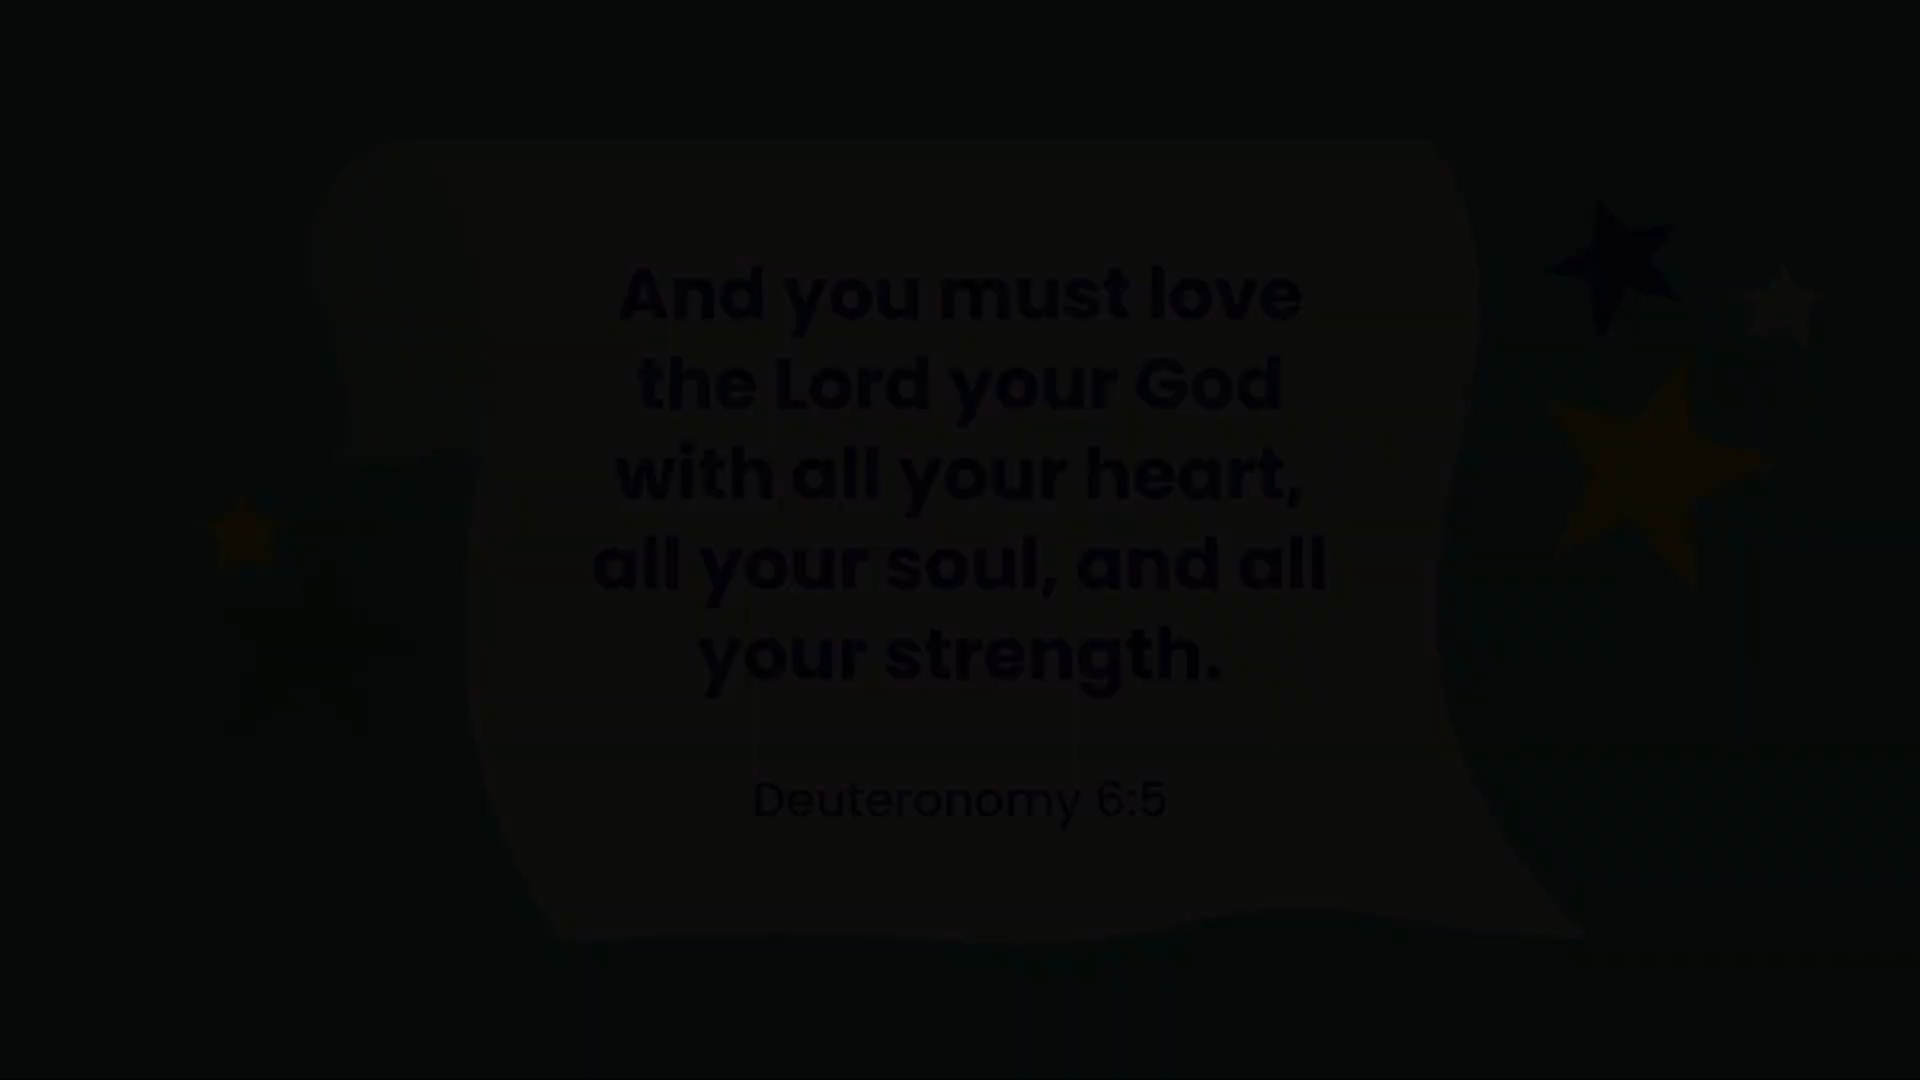 And you must love
the Lord your God
with all your heart,
all your soul, and all
your strength.
Deuteronomy 6:5